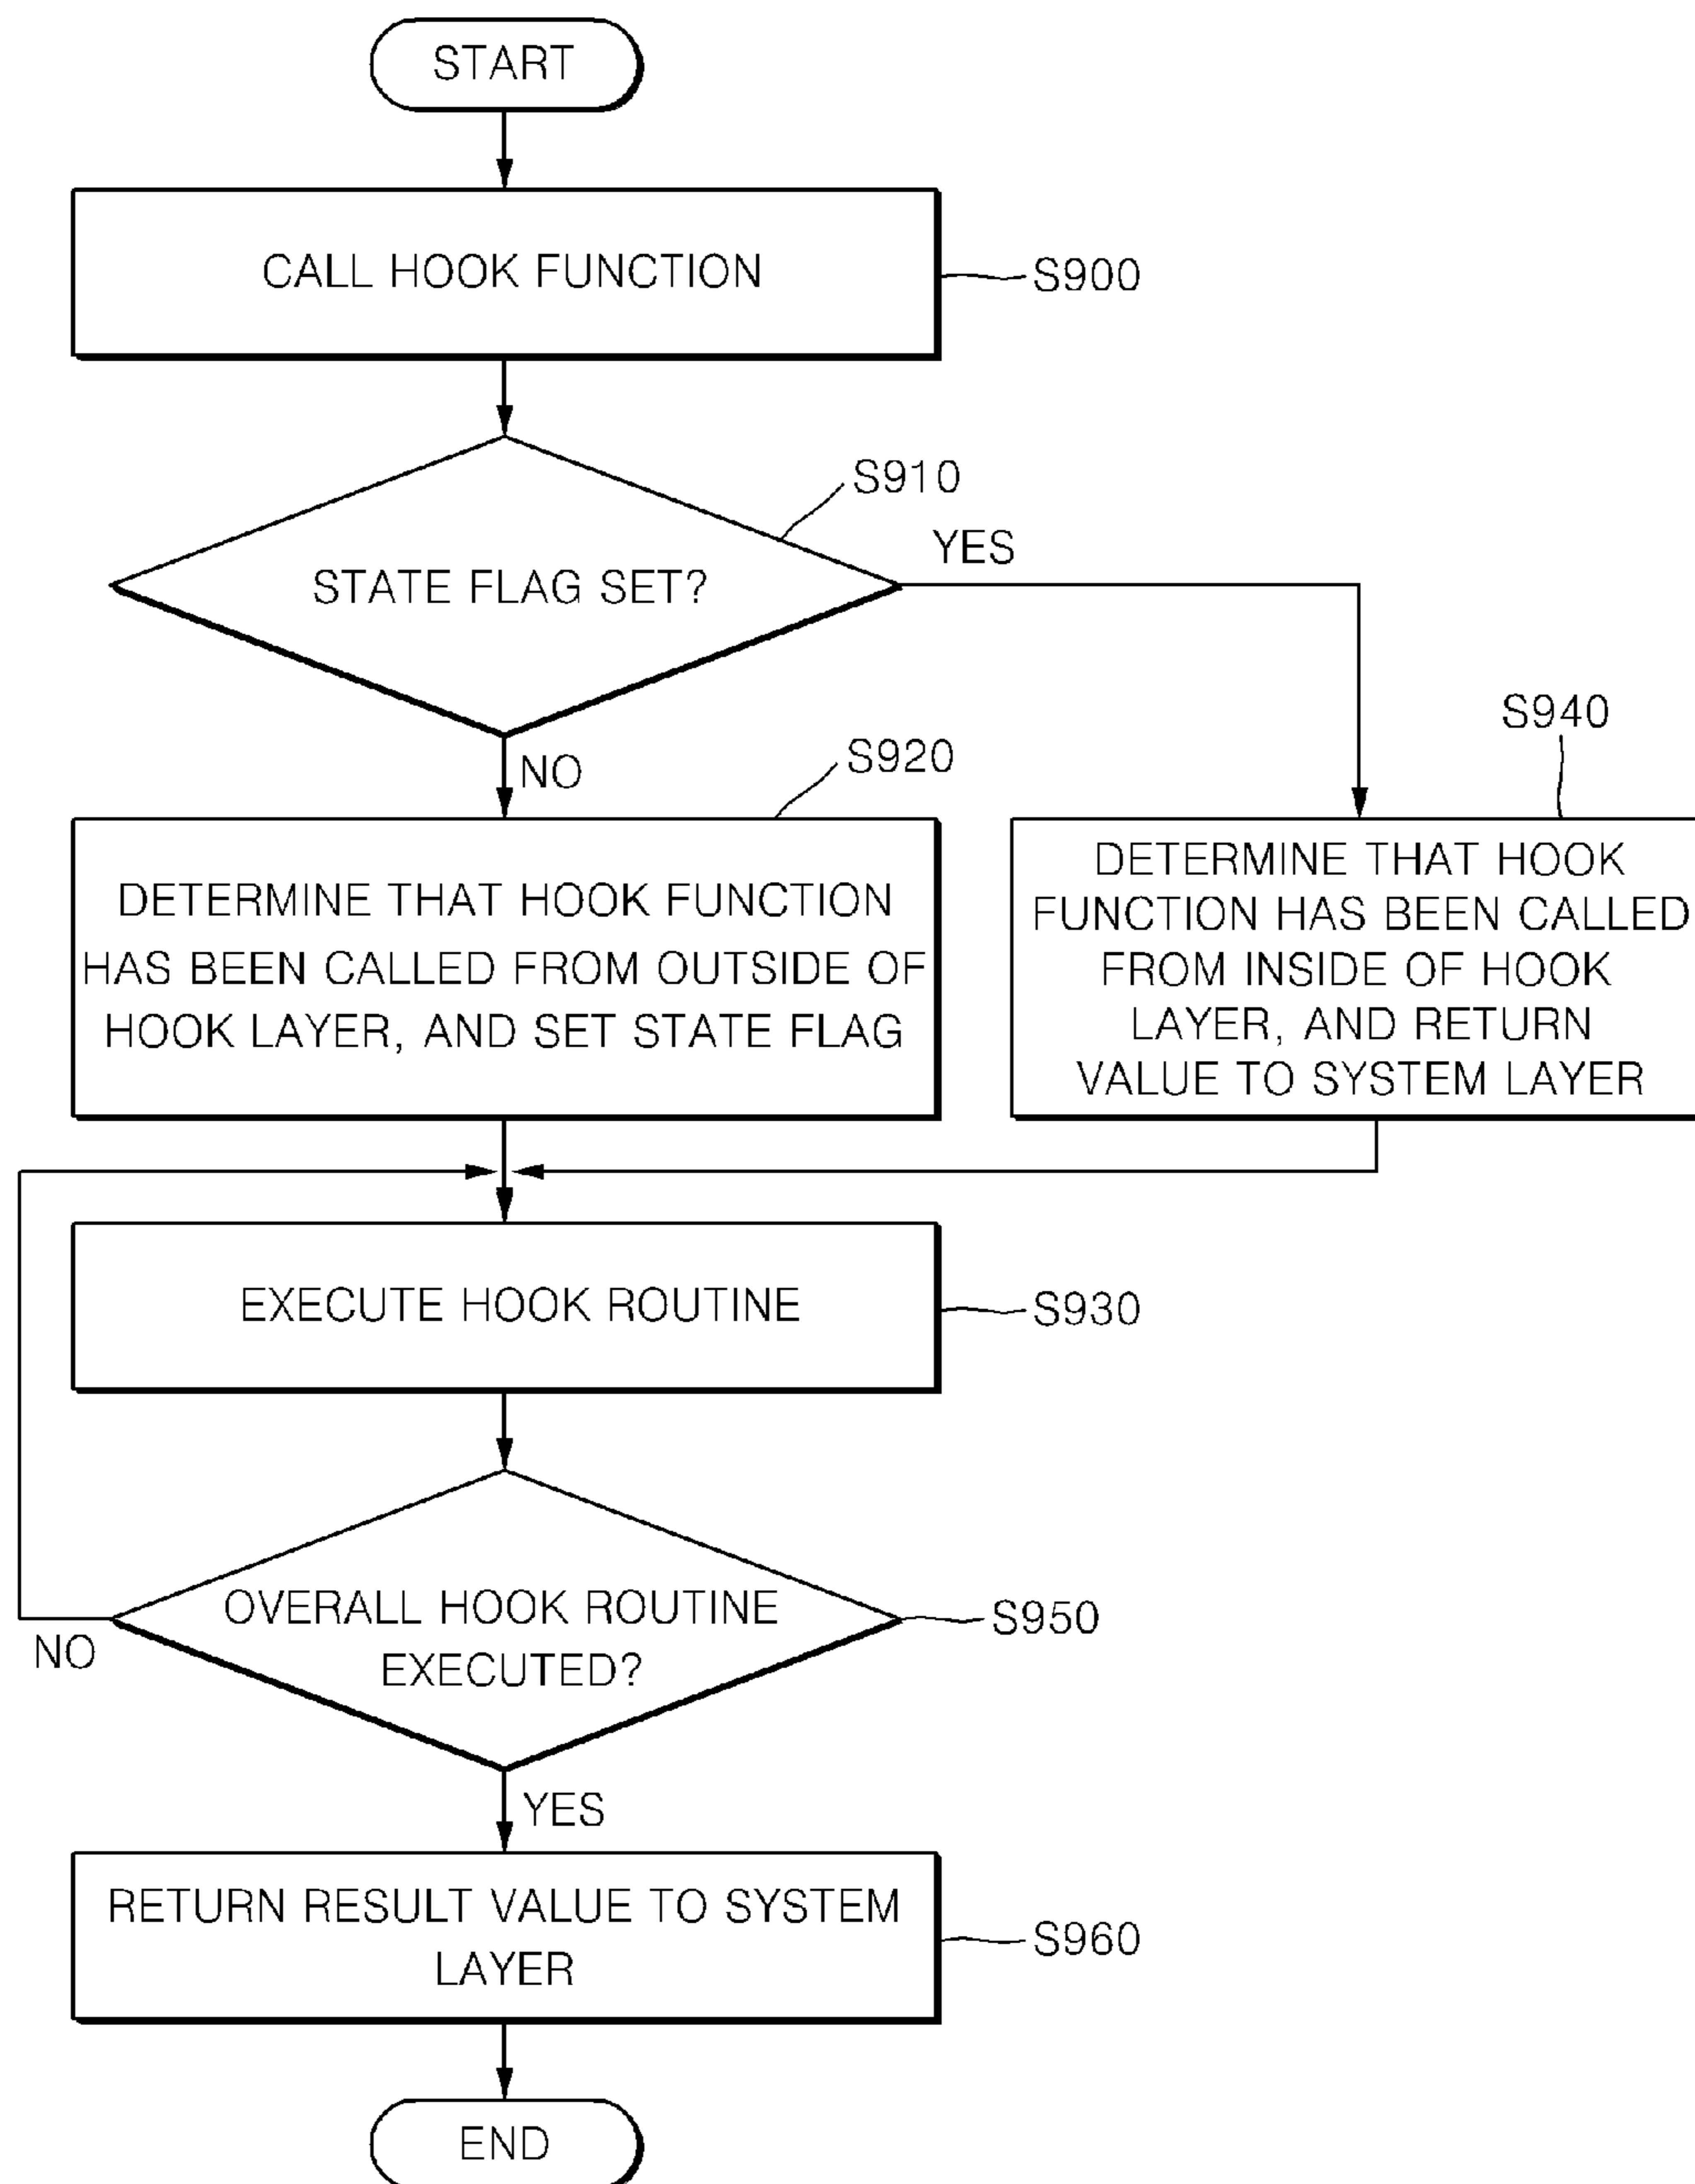 START
CALL HOOK FUNCTION
S900
S910
STATE FLAG SET?
YES
NO
S920
DETERMINE THAT HOOK FUNCTION
HAS BEEN CALLED FROM OUTSIDE OF
HOOK LAYER, AND SET STATE FLAG
S940
DETERMINE THAT HOOK
FUNCTION HAS BEEN CALLED
FROM INSIDE OF HOOK
LAYER, AND RETURN
VALUE TO SYSTEM LAYER
EXECUTE HOOK ROUTINE
S930
OVERALL HOOK ROUTINE
EXECUTED?
S950
NO
YES
RETURN RESULT VALUE TO SYSTEM
LAYER
S960
END